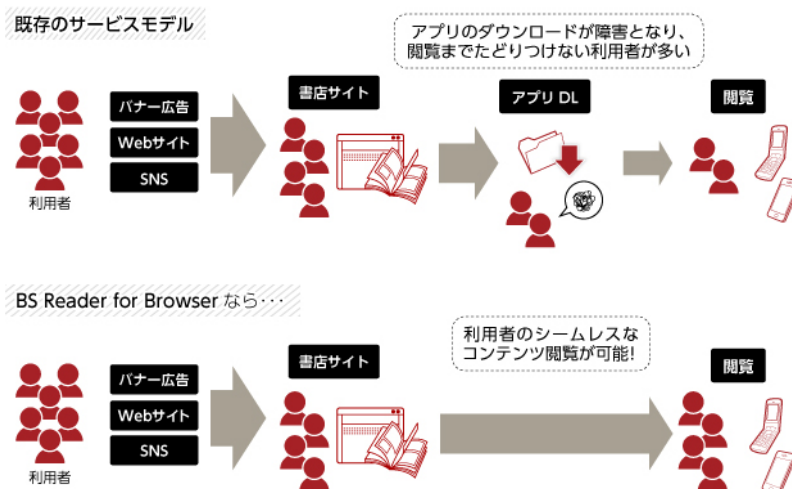 既存のサービスモデル
アプリのダウンロードが障害となり、
閲覧までたどりつけない利用者が多い
バナー広告
Webサイト
SNS
利用者
書店サイト
アプリ DL
閲覧
BS Reader for Browser なら･･･
利用者のシームレスな
コンテンツ閲覧が可能!
バナー広告
Webサイト
SNS
利用者
書店サイト
閲覧